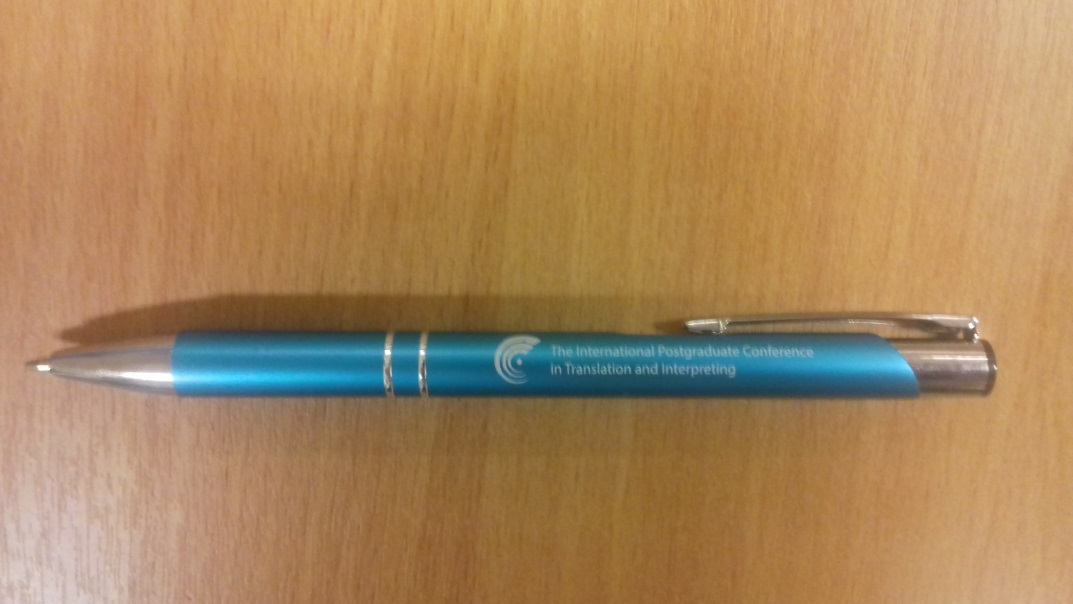 The International Postgraduate Conference
in Translation and Interpreting